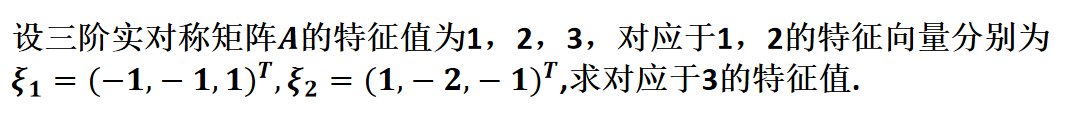 设三阶实对称矩阵A的特征值为1，2，3，对应于1，2的特征向量分别为
ξ₁ = (−1, − 1, 1)ᵀ, ξ₂ = (1, − 2, − 1)ᵀ,求对应于3的特征值.